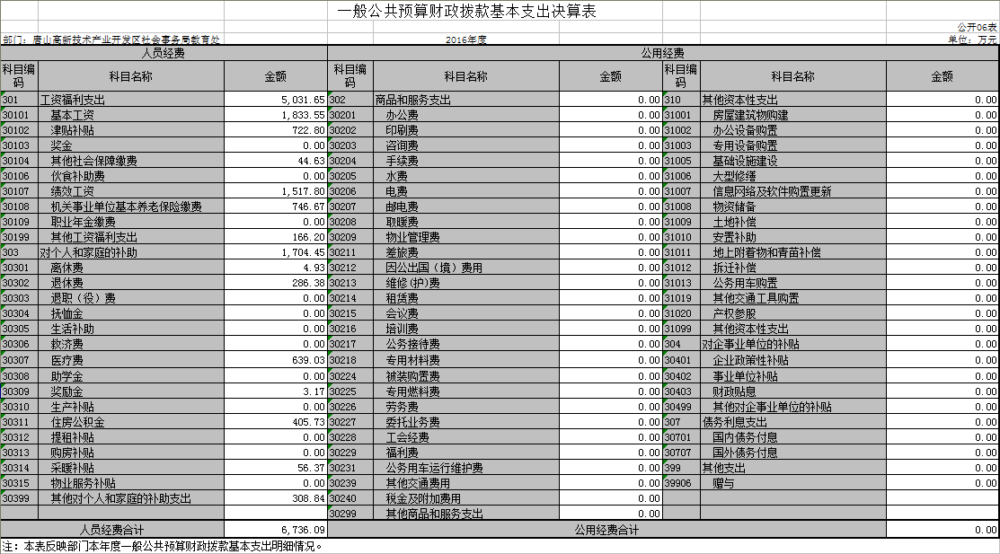 一般公共预算财政拨款基本支出决算表
公开06表
部门：唐山高新技术产业开发区社会事务局教育处 2016年度 单位：万元
人员经费 公用经费
科目编码 科目名称 金额 科目编码 科目名称 金额 科目编码 科目名称 金额
301 工资福利支出 5,031.65 302 商品和服务支出 0.00 310 其他资本性支出 0.00
30101 基本工资 1,833.55 30201 办公费 0.00 31001 房屋建筑物购建 0.00
30102 津贴补贴 722.80 30202 印刷费 0.00 31002 办公设备购置 0.00
30103 奖金 0.00 30203 咨询费 0.00 31003 专用设备购置 0.00
30104 其他社会保障缴费 44.63 30204 手续费 0.00 31005 基础设施建设 0.00
30106 伙食补助费 0.00 30205 水费 0.00 31006 大型修缮 0.00
30107 绩效工资 1,517.80 30206 电费 0.00 31007 信息网络及软件购置更新 0.00
30108 机关事业单位基本养老保险缴费 746.67 30207 邮电费 0.00 31008 物资储备 0.00
30109 职业年金缴费 0.00 30208 取暖费 0.00 31009 土地补偿 0.00
30199 其他工资福利支出 166.20 30209 物业管理费 0.00 31010 安置补助 0.00
303 对个人和家庭的补助 1,704.45 30211 差旅费 0.00 31011 地上附着物和青苗补偿 0.00
30301 离休费 4.93 30212 因公出国（境）费用 0.00 31012 拆迁补偿 0.00
30302 退休费 286.38 30213 维修(护)费 0.00 31013 公务用车购置 0.00
30303 退职（役）费 0.00 30214 租赁费 0.00 31019 其他交通工具购置 0.00
30304 抚恤金 0.00 30215 会议费 0.00 31020 产权参股 0.00
30305 生活补助 0.00 30216 培训费 0.00 31099 其他资本性支出 0.00
30306 救济费 0.00 30217 公务接待费 0.00 304 对企事业单位的补贴 0.00
30307 医疗费 639.03 30218 专用材料费 0.00 30401 企业政策性补贴 0.00
30308 助学金 0.00 30224 被装购置费 0.00 30402 事业单位补贴 0.00
30309 奖励金 3.17 30225 专用燃料费 0.00 30403 财政贴息 0.00
30310 生产补贴 0.00 30226 劳务费 0.00 30499 其他对企事业单位的补贴 0.00
30311 住房公积金 405.73 30227 委托业务费 0.00 307 债务利息支出 0.00
30312 提租补贴 0.00 30228 工会经费 0.00 30701 国内债务付息 0.00
30313 购房补贴 0.00 30229 福利费 0.00 30707 国外债务付息 0.00
30314 采暖补贴 56.37 30231 公务用车运行维护费 0.00 399 其他支出 0.00
30315 物业服务补贴 0.00 30239 其他交通费用 0.00 39906 赠与 0.00
30399 其他对个人和家庭的补助支出 308.84 30240 税金及附加费用 0.00
30299 其他商品和服务支出 0.00
人员经费合计 6,736.09 公用经费合计 0.00
注：本表反映部门本年度一般公共预算财政拨款基本支出明细情况。